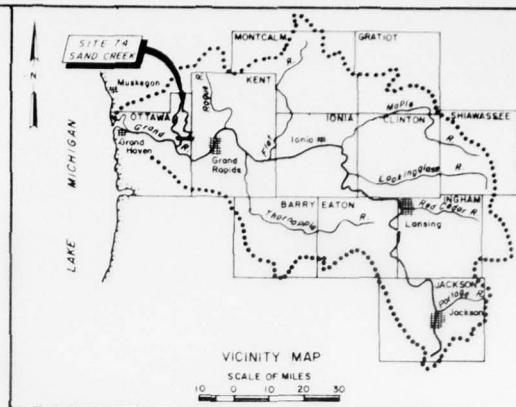 SITE 74
SAND CREEK
N
MONTCALM
GRATIOT
Muskegon
KENT
R.
Rogue R.
Flat
OTTAWA
Grand
R.
Grand Haven
Grand Rapids
IONIA
Ionia
Maple
R.
CLINTON
SHIAWASSEE
Lookingglass
R.
LAKE MICHIGAN
BARRY
EATON
Thornapple
R.
INGHAM
Red Cedar R.
Lansing
JACKSON
Portage R.
Jackson
VICINITY MAP
SCALE OF MILES
10 0 10 20 30